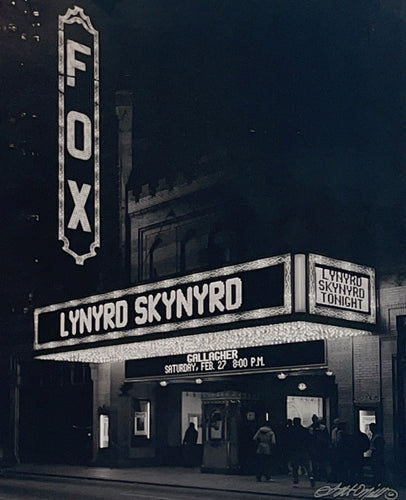 FOX
LYNYRD SKYNYRD
LYNYRD
SKYNYRD
TONIGHT
GALLAGHER
SATURDAY, FEB. 27 8:00 P.M.